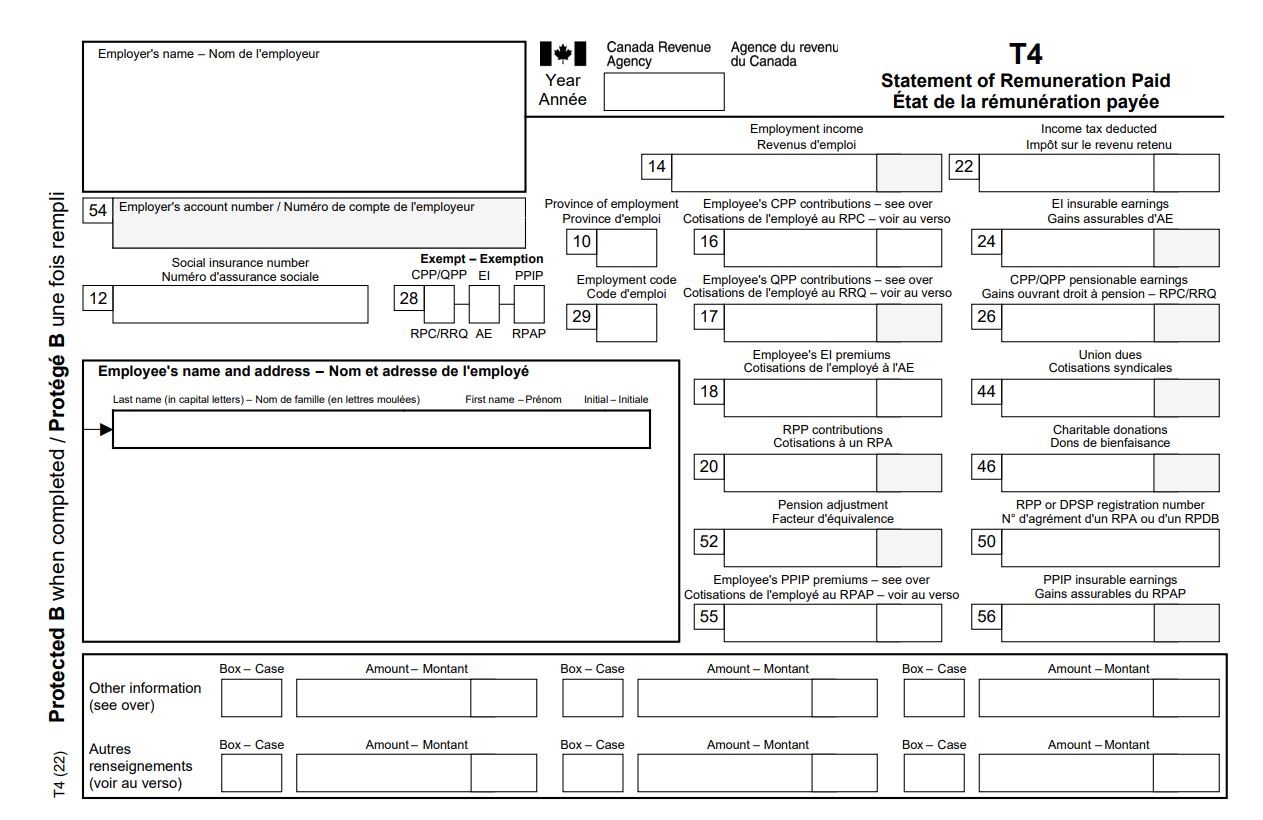 Employer's name – Nom de l'employeur
Canada Revenue Agency
Agence du revenu du Canada
Year
Année
T4
Statement of Remuneration Paid
État de la rémunération payée
Employment income
Revenus d'emploi
14
Income tax deducted
Impôt sur le revenu retenu
22
54
Employer's account number / Numéro de compte de l'employeur
Province of employment
Province d'emploi
10
Employee's CPP contributions – see over
Cotisations de l'employé au RPC – voir au verso
16
EI insurable earnings
Gains assurables d'AE
24
Social insurance number
Numéro d'assurance sociale
12
Exempt – Exemption
CPP/QPP EI PPIP
28
RPC/RRQ AE RPAP
Employment code
Code d'emploi
29
Employee's QPP contributions – see over
Cotisations de l'employé au RRQ – voir au verso
17
CPP/QPP pensionable earnings
Gains ouvrant droit à pension – RPC/RRQ
26
Employee's name and address – Nom et adresse de l'employé
Last name (in capital letters) – Nom de famille (en lettres moulées) First name – Prénom Initial – Initiale
Employee's EI premiums
Cotisations de l'employé à l'AE
18
Union dues
Cotisations syndicales
44
RPP contributions
Cotisations à un RPA
20
Charitable donations
Dons de bienfaisance
46
Pension adjustment
Facteur d'équivalence
52
RPP or DPSP registration number
N° d'agrément d'un RPA ou d'un RPDB
50
Employee's PPIP premiums – see over
Cotisations de l'employé au RPAP – voir au verso
55
PPIP insurable earnings
Gains assurables du RPAP
56
Box – Case Amount – Montant Box – Case Amount – Montant Box – Case Amount – Montant
Other information
(see over)
Box – Case Amount – Montant Box – Case Amount – Montant Box – Case Amount – Montant
Autres
renseignements
(voir au verso)
Protected B when completed / Protégé B une fois rempli
T4 (22)